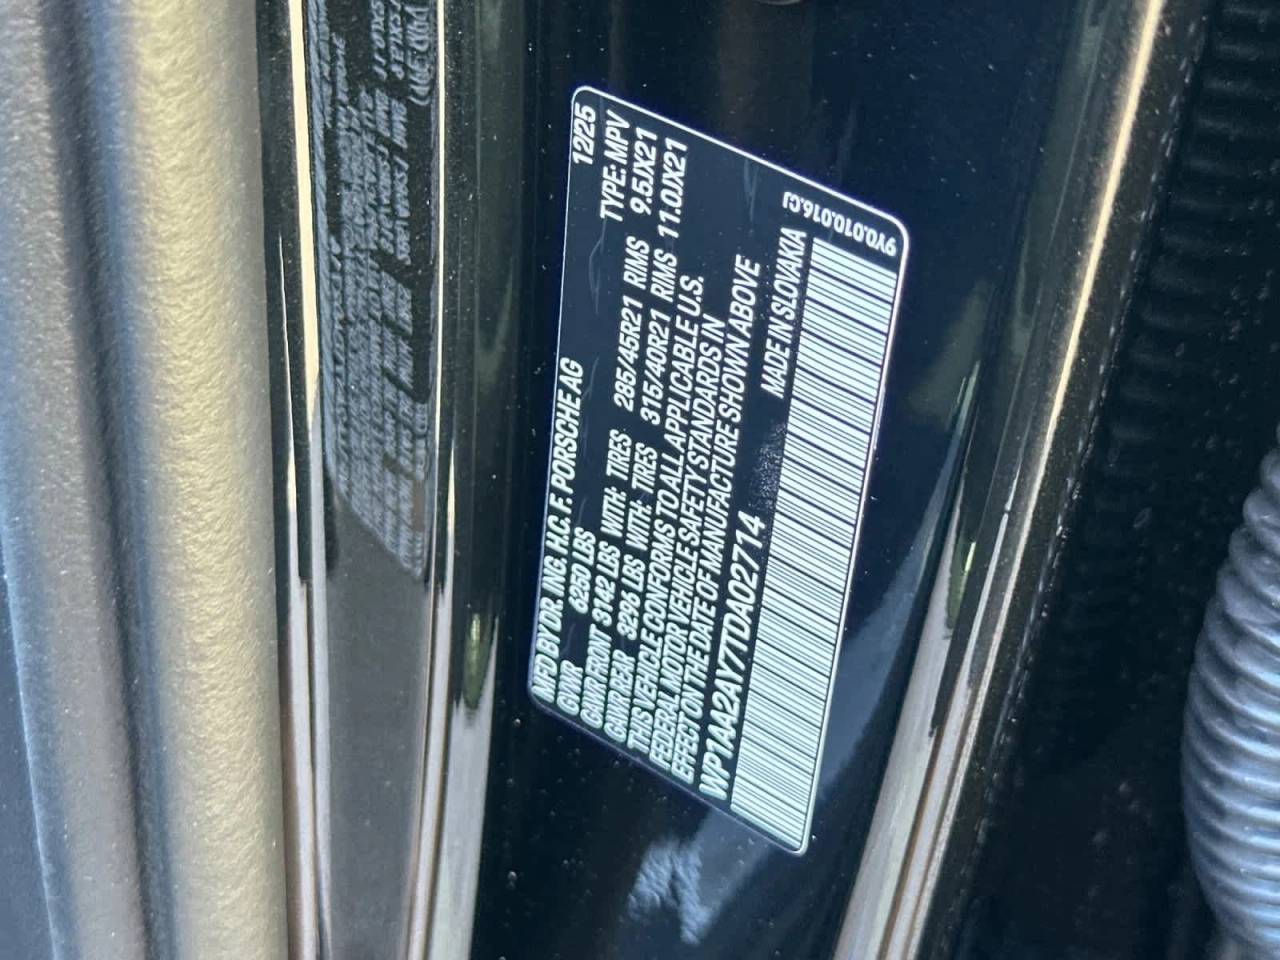 MFD BY DR. ING. H.C. F. PORSCHE AG 12/25
GVWR 6250 LBS TYPE: MPV
GAWR FRONT 3142 LBS WITH: TIRES 285/45R21 RIMS 9.5JX21
GAWR REAR 3296 LBS WITH: TIRES 315/40R21 RIMS 11.0JX21
THIS VEHICLE CONFORMS TO ALL APPLICABLE U.S.
FEDERAL MOTOR VEHICLE SAFETY STANDARDS IN
EFFECT ON THE DATE OF MANUFACTURE SHOWN ABOVE
WP1AA2AY7TDA02714 MADE IN SLOVAKIA
9Y0.010.016.CJ